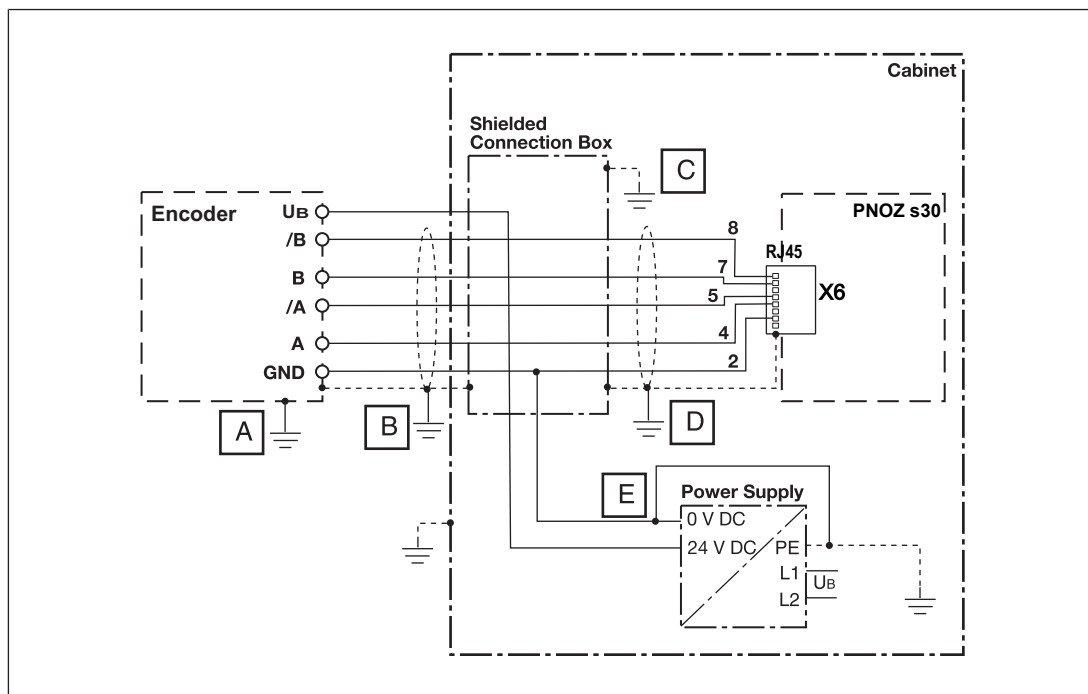 Cabinet
Shielded
Connection Box
C
Encoder
UB
/B
B
/A
A
GND
8
7
5
4
2
RJ45
PNOZ s30
X6
A
B
D
E
Power Supply
0 V DC
24 V DC
PE
L1
L2
UB